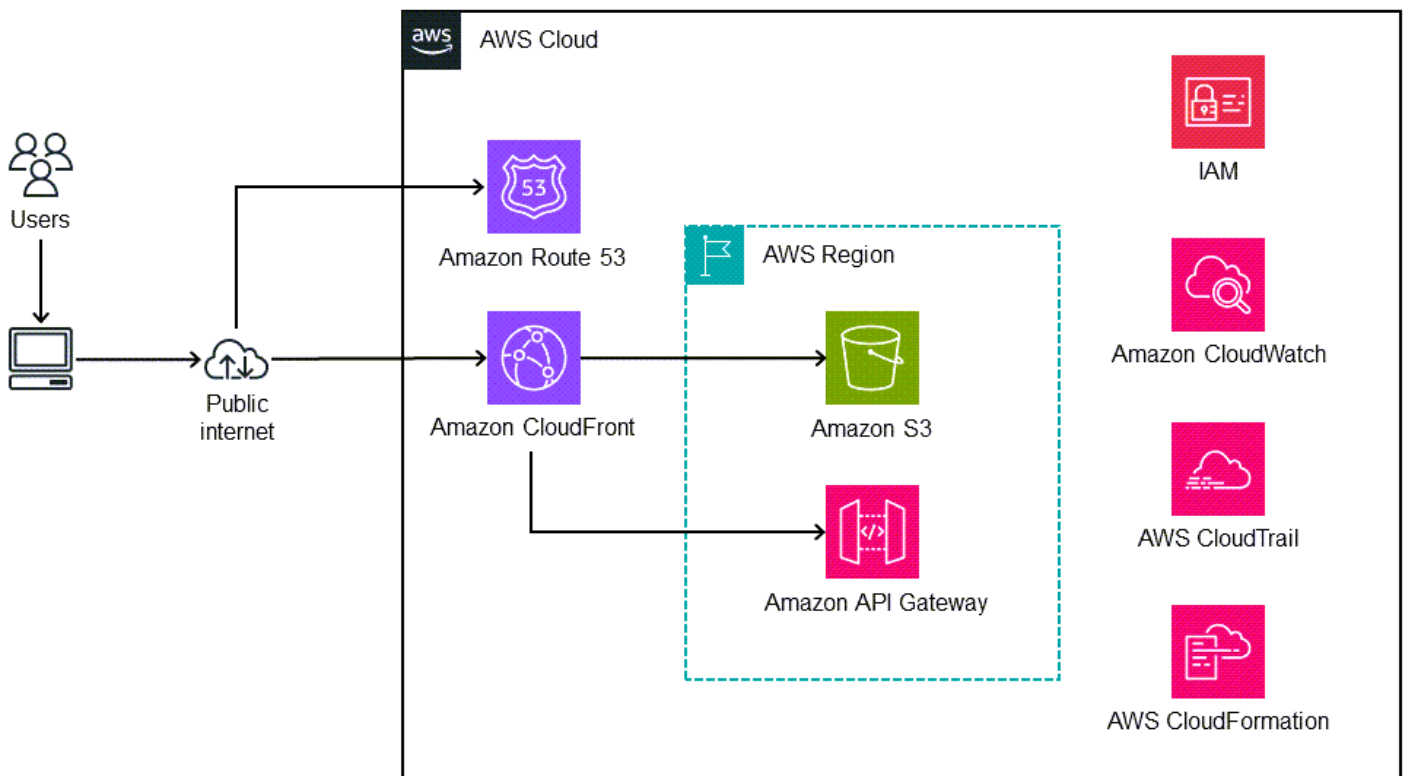 aws
AWS Cloud
IAM
Users
53
Amazon Route 53
AWS Region
Amazon CloudWatch
Public
internet
Amazon CloudFront
Amazon S3
AWS CloudTrail
</>
Amazon API Gateway
AWS CloudFormation